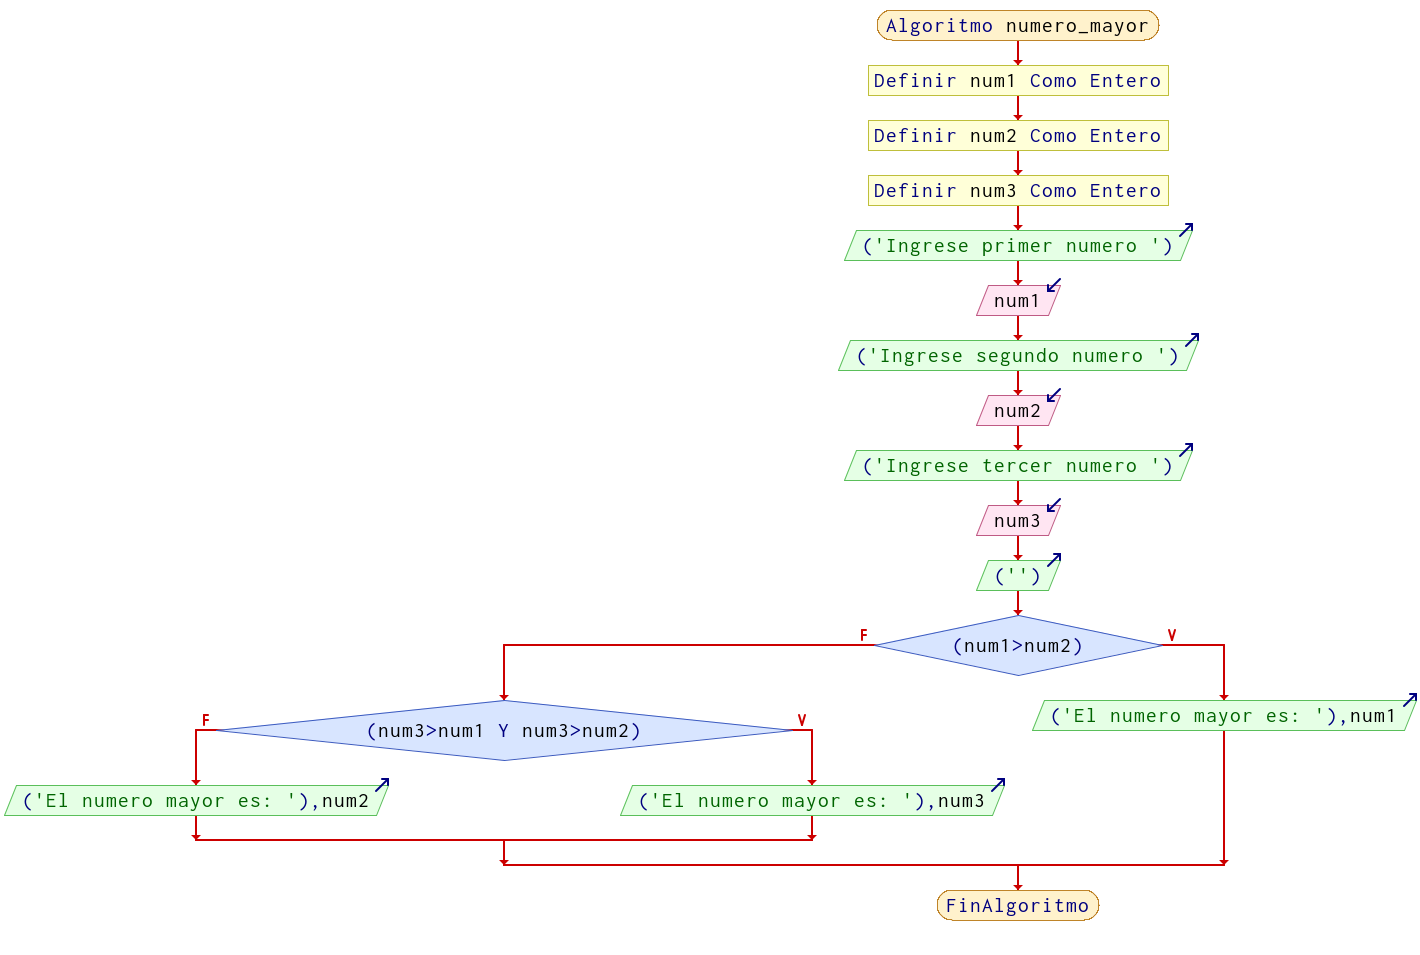 Algoritmo numero_mayor
Definir num1 Como Entero
Definir num2 Como Entero
Definir num3 Como Entero
('Ingrese primer numero ')
num1
('Ingrese segundo numero ')
num2
('Ingrese tercer numero ')
num3
('')
F
(num1>num2)
V
F
(num3>num1 Y num3>num2)
V
('El numero mayor es: '),num1
('El numero mayor es: '),num2
('El numero mayor es: '),num3
FinAlgoritmo